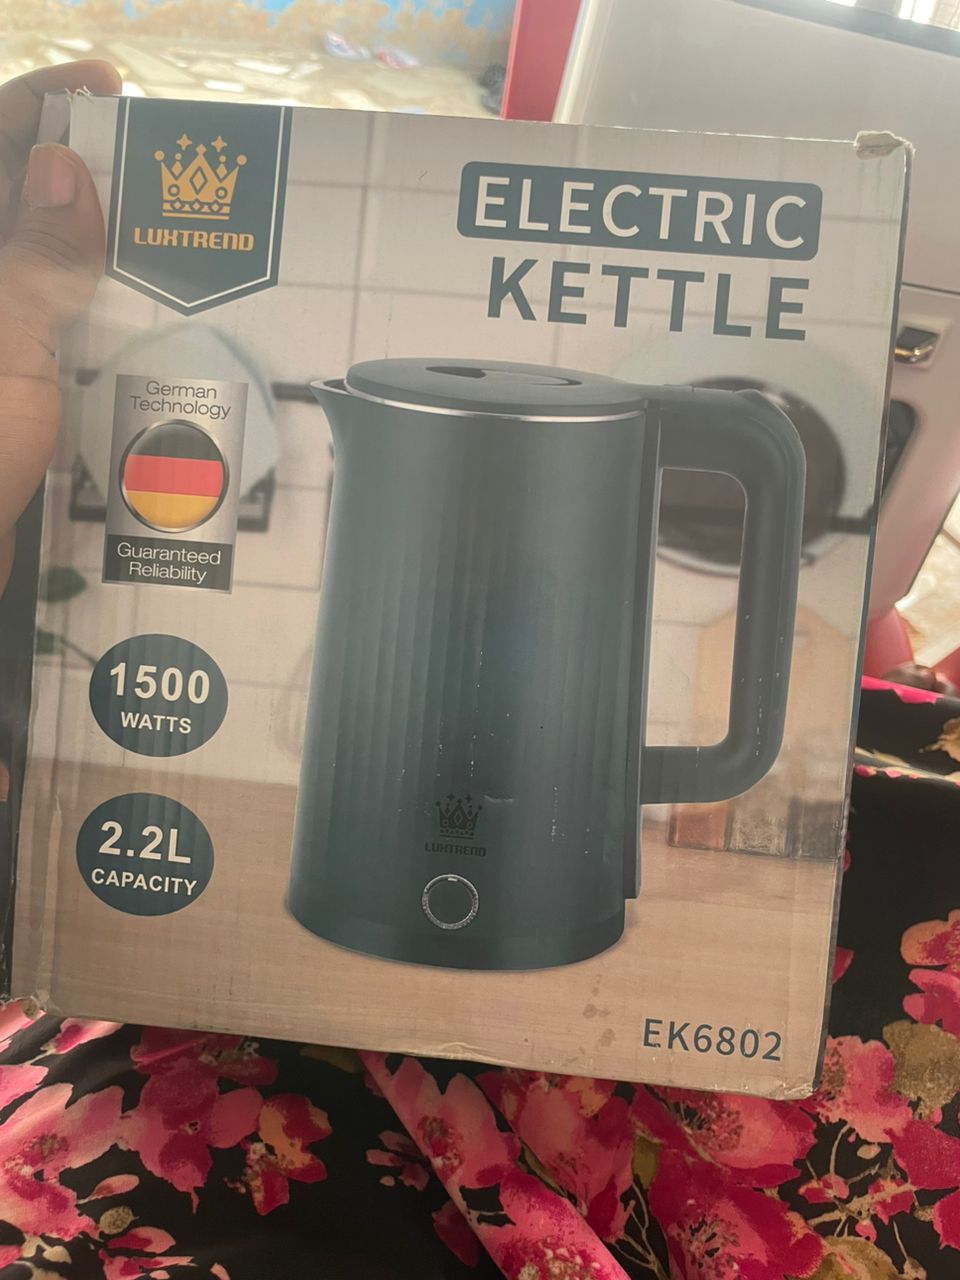 LUXTREND
ELECTRIC
KETTLE
German
Technology
Guaranteed
Reliability
1500
WATTS
2.2L
CAPACITY
LUXTREND
EK6802